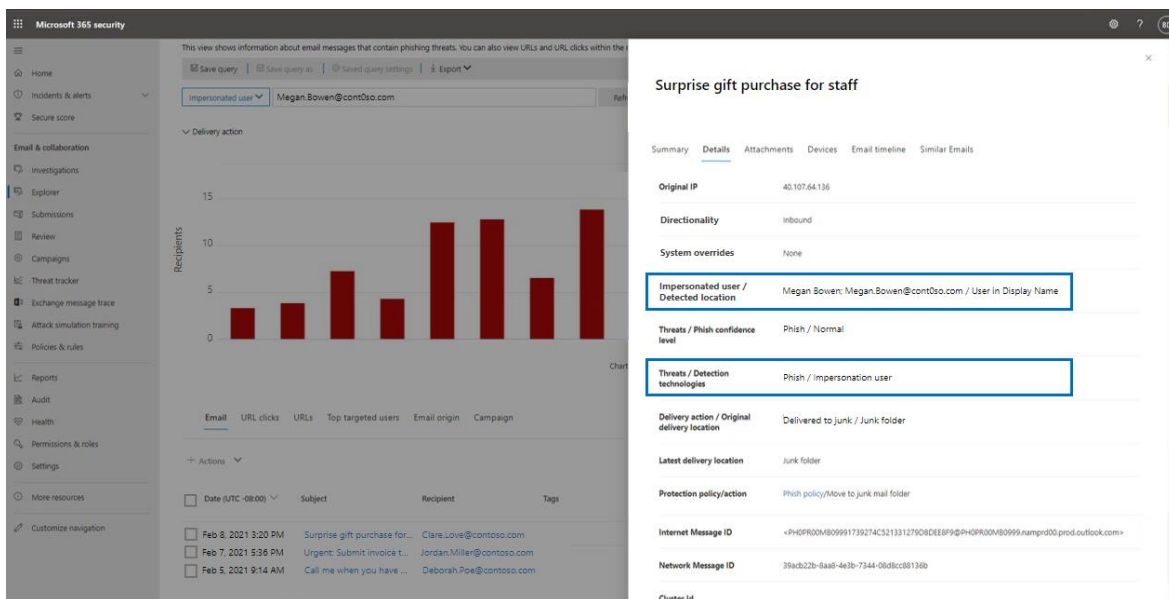 Microsoft 365 security
?
Home
Incidents & alerts
Secure score
Email & collaboration
Investigations
Explorer
Submissions
Review
Campaigns
Threat tracker
Exchange message trace
Attack simulation training
Policies & rules
Reports
Audit
Health
Permissions & roles
Settings
More resources
Customize navigation
This view shows information about email messages that contain phishing threats. You can also view URLs and URL clicks within the
Save query | Save query as | Saved query settings | Export
Impersonated user Megan.Bowen@cont0so.com Refr
Delivery action
Recipients
15
10
5
0
Chart
Email URL clicks URLs Top targeted users Email origin Campaign
+ Actions
Date (UTC -08:00) Subject Recipient Tags
Feb 8, 2021 3:20 PM Surprise gift purchase for... Clare.Love@contoso.com
Feb 7, 2021 5:36 PM Urgent: Submit invoice t... Jordan.Miller@contoso.com
Feb 5, 2021 9:14 AM Call me when you have ... Deborah.Poe@contoso.com
Surprise gift purchase for staff
Summary Details Attachments Devices Email timeline Similar Emails
Original IP 40.107.64.136
Directionality Inbound
System overrides None
Impersonated user /
Detected location Megan Bowen; Megan.Bowen@cont0so.com / User in Display Name
Threats / Phish confidence
level Phish / Normal
Threats / Detection
technologies Phish / Impersonation user
Delivery action / Original
delivery location Delivered to junk / Junk folder
Latest delivery location Junk folder
Protection policy/action Phish policy/Move to junk mail folder
Internet Message ID
Network Message ID 39acb22b-8aa8-4e3b-7344-08d8cc88136b
Cluster Id